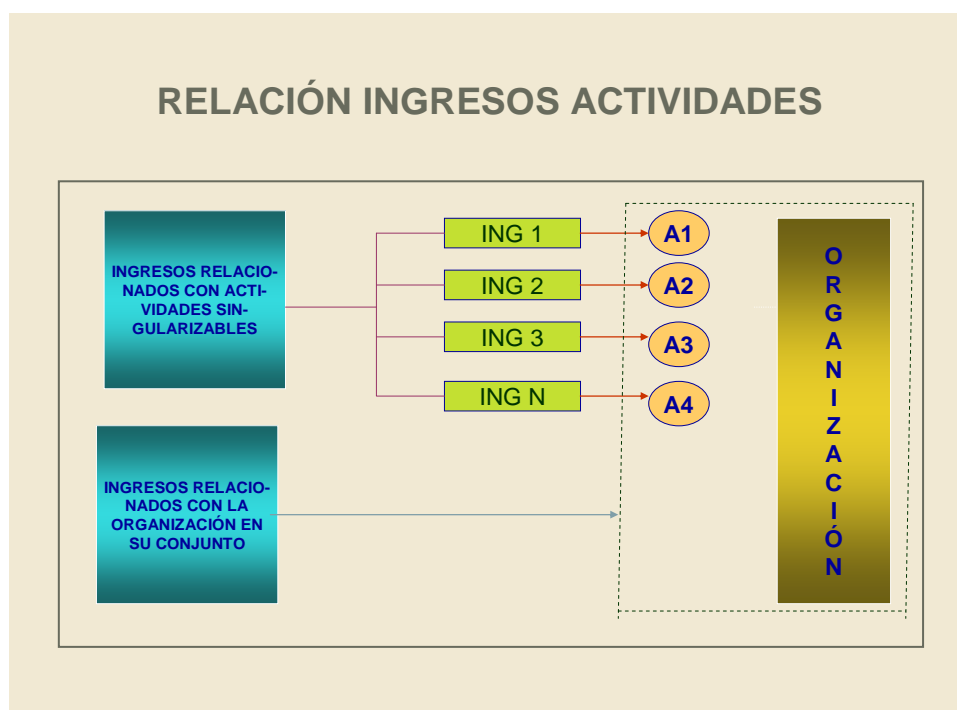 RELACIÓN INGRESOS ACTIVIDADES
INGRESOS RELACIO-
NADOS CON ACTI-
VIDADES SIN-
GULARIZABLES
ING 1
A1
ING 2
A2
ING 3
A3
ING N
A4
INGRESOS RELACIO-
NADOS CON LA
ORGANIZACIÓN EN
SU CONJUNTO
O
R
G
A
N
I
Z
A
C
I
Ó
N